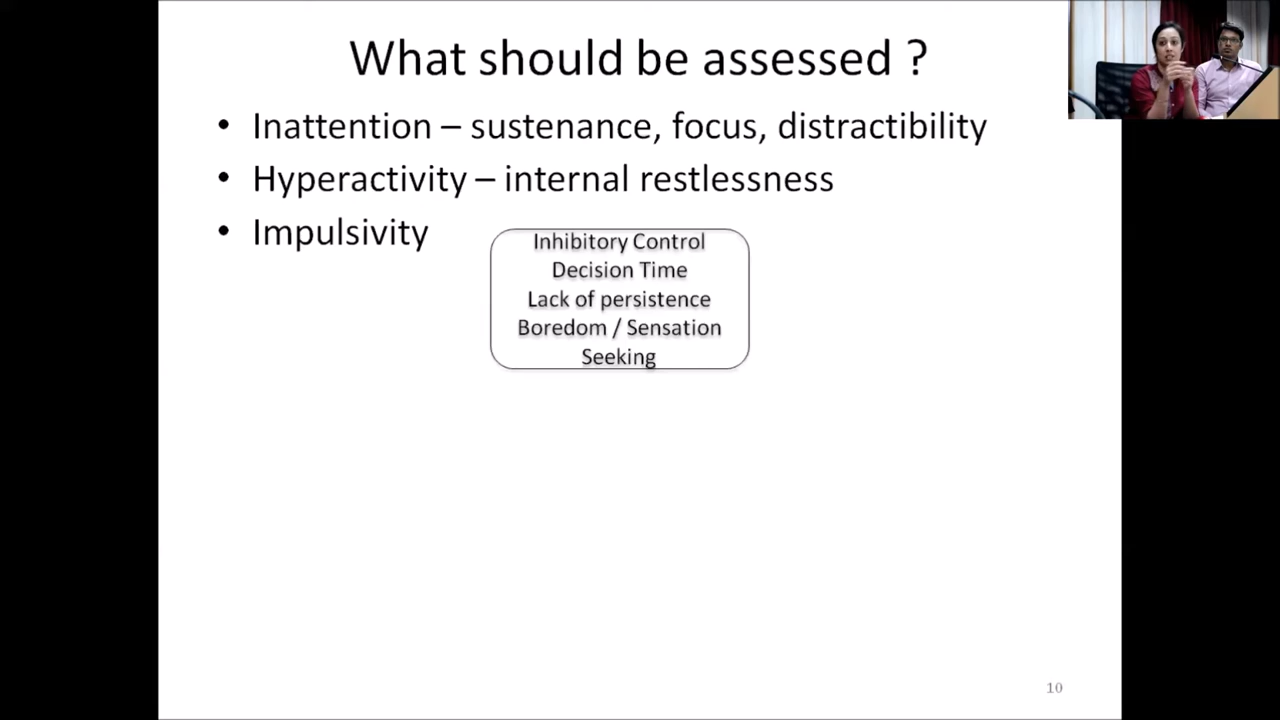 What should be assessed ?
• Inattention – sustenance, focus, distractibility
• Hyperactivity – internal restlessness
• Impulsivity
Inhibitory Control
Decision Time
Lack of persistence
Boredom / Sensation
Seeking
10